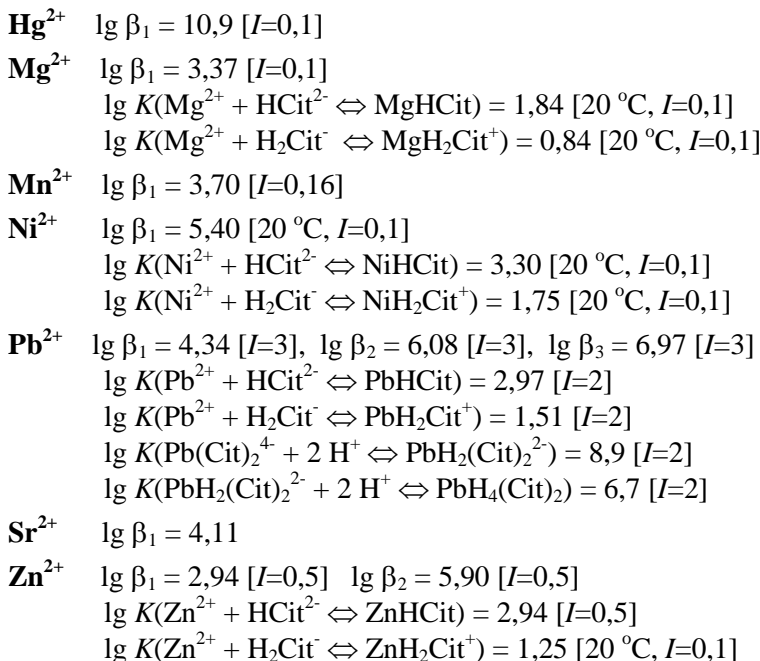 Hg²⁺ lg β₁ = 10,9 [I=0,1]
Mg²⁺ lg β₁ = 3,37 [I=0,1]
lg K(Mg²⁺ + HCit²⁻ ⇔ MgHCit) = 1,84 [20 °C, I=0,1]
lg K(Mg²⁺ + H₂Cit⁻ ⇔ MgH₂Cit⁺) = 0,84 [20 °C, I=0,1]
Mn²⁺ lg β₁ = 3,70 [I=0,16]
Ni²⁺ lg β₁ = 5,40 [20 °C, I=0,1]
lg K(Ni²⁺ + HCit²⁻ ⇔ NiHCit) = 3,30 [20 °C, I=0,1]
lg K(Ni²⁺ + H₂Cit⁻ ⇔ NiH₂Cit⁺) = 1,75 [20 °C, I=0,1]
Pb²⁺ lg β₁ = 4,34 [I=3], lg β₂ = 6,08 [I=3], lg β₃ = 6,97 [I=3]
lg K(Pb²⁺ + HCit²⁻ ⇔ PbHCit) = 2,97 [I=2]
lg K(Pb²⁺ + H₂Cit⁻ ⇔ PbH₂Cit⁺) = 1,51 [I=2]
lg K(Pb(Cit)₂⁴⁻ + 2 H⁺ ⇔ PbH₂(Cit)₂²⁻) = 8,9 [I=2]
lg K(PbH₂(Cit)₂²⁻ + 2 H⁺ ⇔ PbH₄(Cit)₂) = 6,7 [I=2]
Sr²⁺ lg β₁ = 4,11
Zn²⁺ lg β₁ = 2,94 [I=0,5] lg β₂ = 5,90 [I=0,5]
lg K(Zn²⁺ + HCit²⁻ ⇔ ZnHCit) = 2,94 [I=0,5]
lg K(Zn²⁺ + H₂Cit⁻ ⇔ ZnH₂Cit⁺) = 1,25 [20 °C, I=0,1]